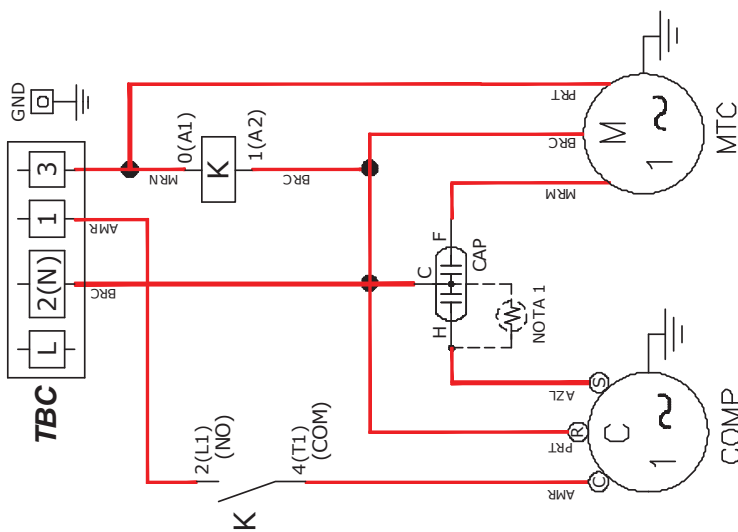 GND
TBC
L
2(N)
1
3
BRC
AMR
MRN
0(A1)
K
1(A2)
BRC
PRT
BRC
MRM
M
1
MTC
C
H
F
CAP
NOTA 1
K
2(L1)
(NO)
4(T1)
(COM)
AMR
PRT
AZL
C
R
S
C
1
COMP